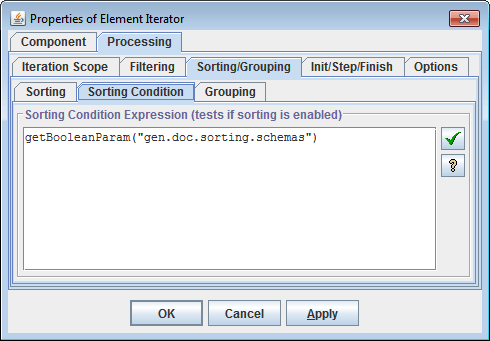 Properties of Element Iterator
Component Processing
Iteration Scope Filtering Sorting/Grouping Init/Step/Finish Options
Sorting Sorting Condition Grouping
Sorting Condition Expression (tests if sorting is enabled)
getBooleanParam("gen.doc.sorting.schemas")
?
OK Cancel Apply